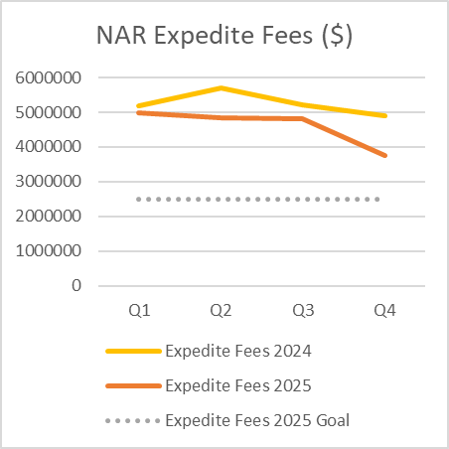 NAR Expedite Fees ($)
6000000
5000000
4000000
3000000
2000000
1000000
0
Q1 Q2 Q3 Q4
Expedite Fees 2024
Expedite Fees 2025
Expedite Fees 2025 Goal